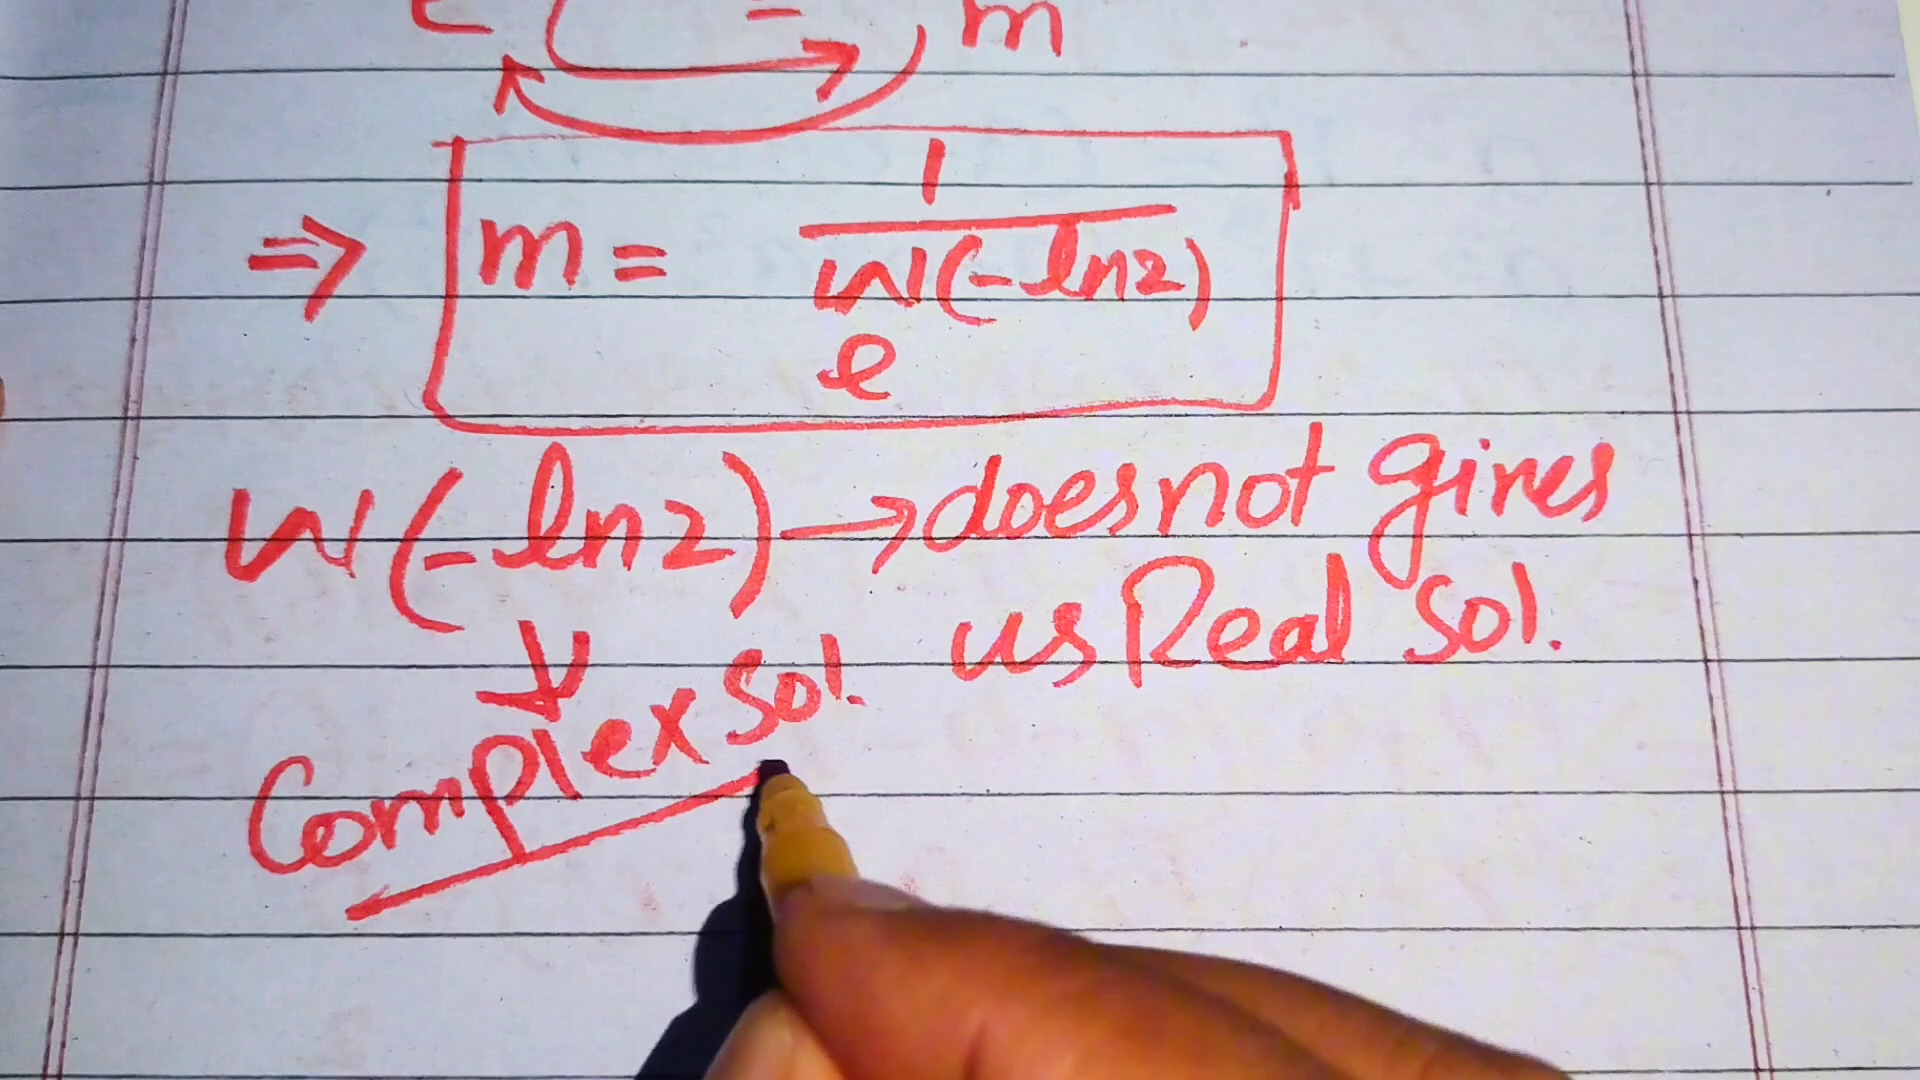 = m
⇒ m = 1 / e^W(-ln2)
W(-ln2) → does not gives
us Real Sol.
Complex Sol.